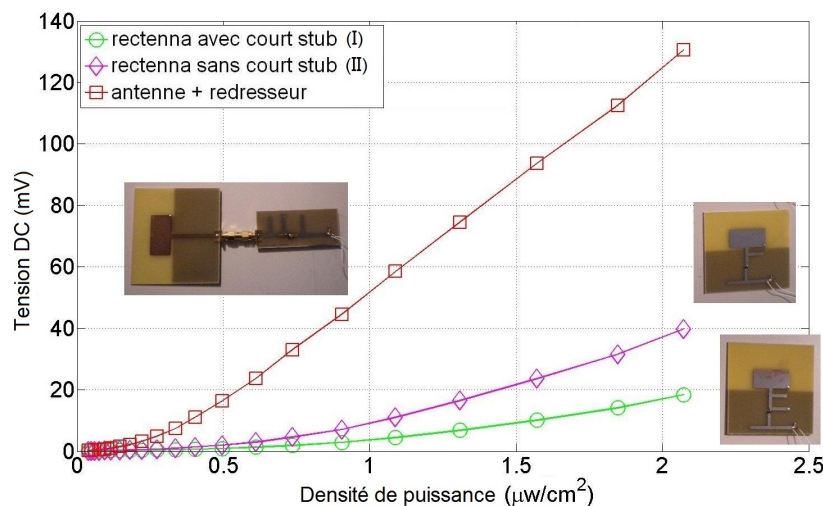 140
120
100
80
60
40
20
0
Tension DC (mV)
rectenna avec court stub (I)
rectenna sans court stub (II)
antenne + redresseur
0 0.5 1 1.5 2 2.5
Densité de puissance (μw/cm²)